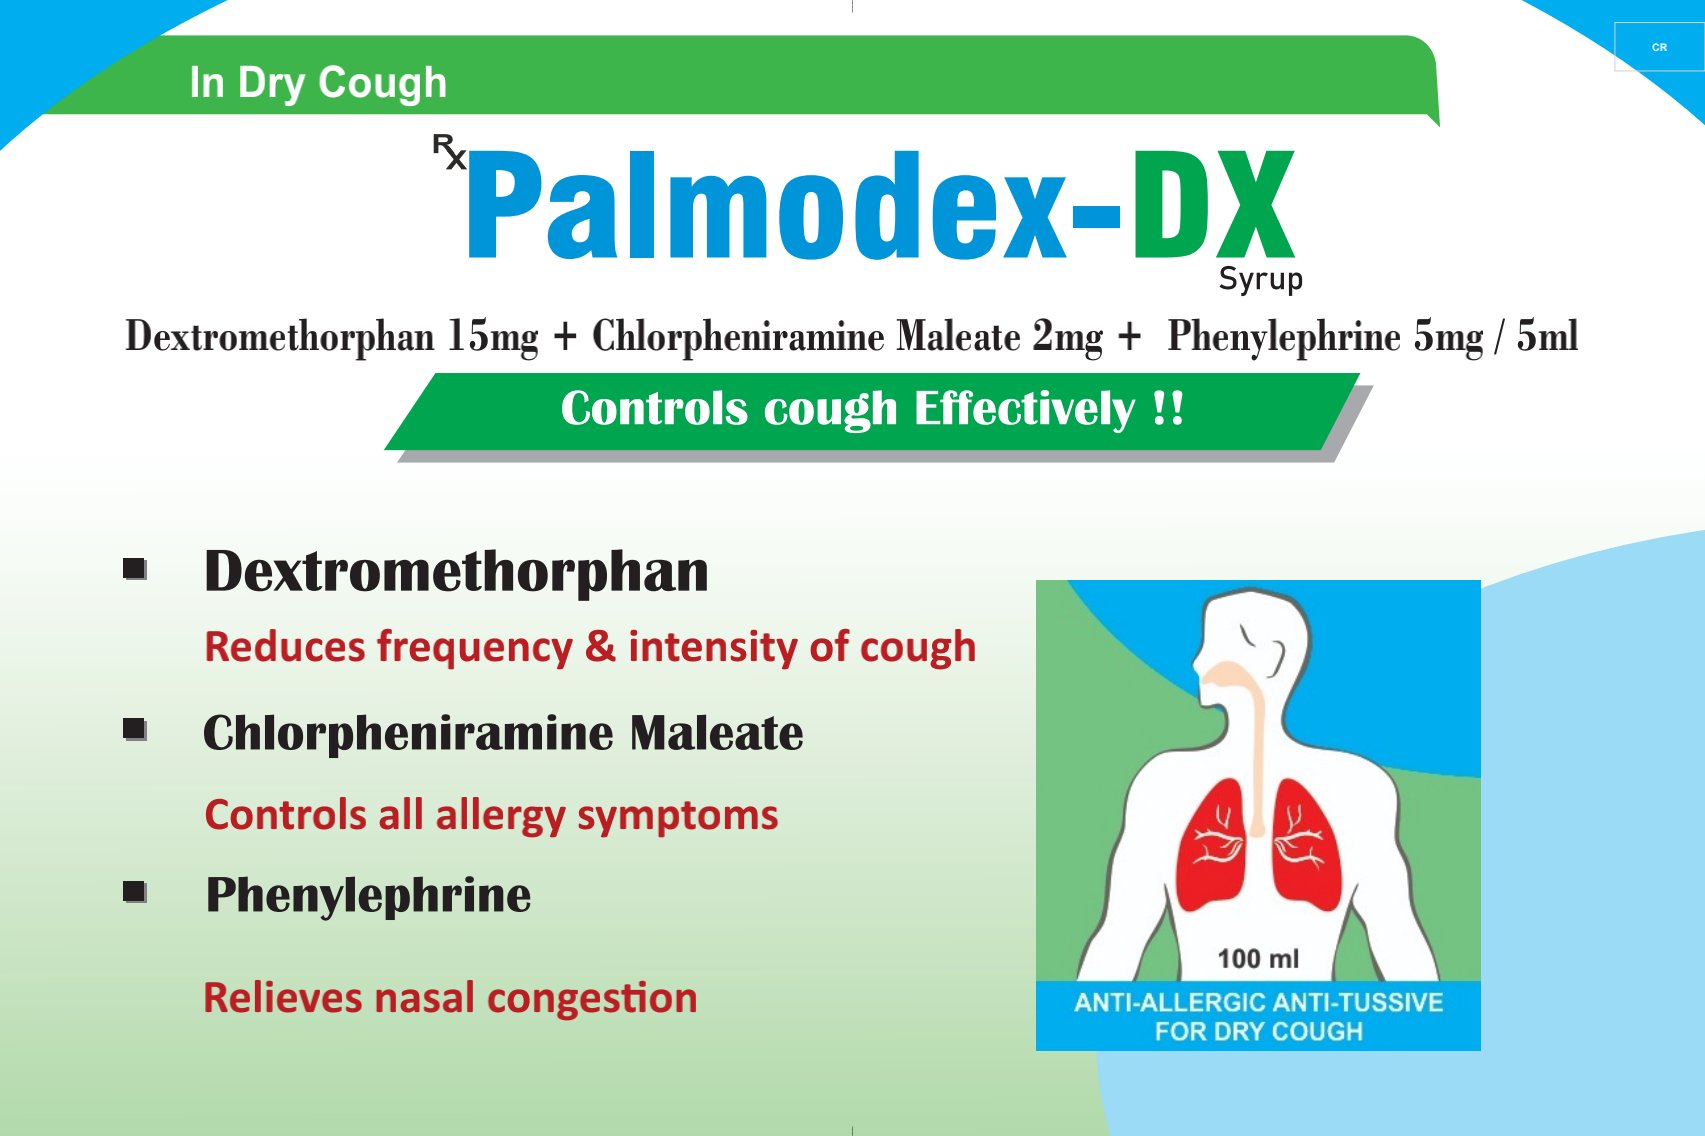 CR
In Dry Cough
Rx Palmodex-DX
Syrup
Dextromethorphan 15mg + Chlorpheniramine Maleate 2mg + Phenylephrine 5mg / 5ml
Controls cough Effectively !!
Dextromethorphan
Reduces frequency & intensity of cough
Chlorpheniramine Maleate
Controls all allergy symptoms
Phenylephrine
Relieves nasal congestion
100 ml
ANTI-ALLERGIC ANTI-TUSSIVE
FOR DRY COUGH